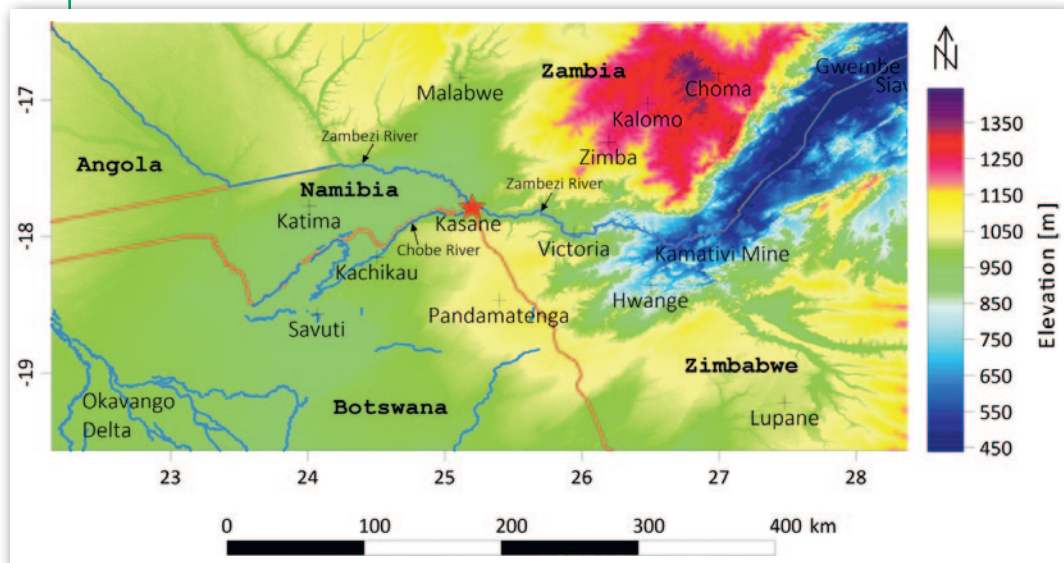 N
Zambia
Malabwe
Choma
Gwembe
Siav
Kalomo
-17
Zambezi River
Zimba
Angola
Namibia
Zambezi River
Katima
Kasane
-18
Chobe River
Victoria
Kamativi Mine
Kachikau
Hwange
Savuti
Pandamatenga
-19
Zimbabwe
Okavango
Delta
Botswana
Lupane
23 24 25 26 27 28
1350
1250
1150
1050
950
850
750
650
550
450
Elevation [m]
0 100 200 300 400 km